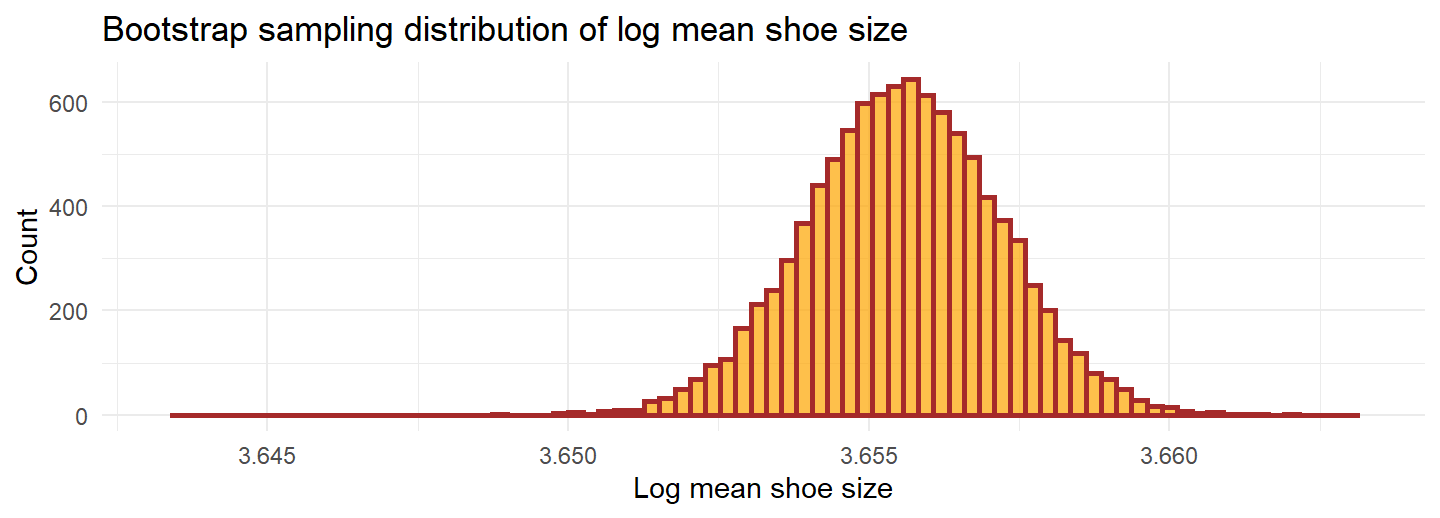 Bootstrap sampling distribution of log mean shoe size
Count
600
400
200
0
3.645 3.650 3.655 3.660
Log mean shoe size